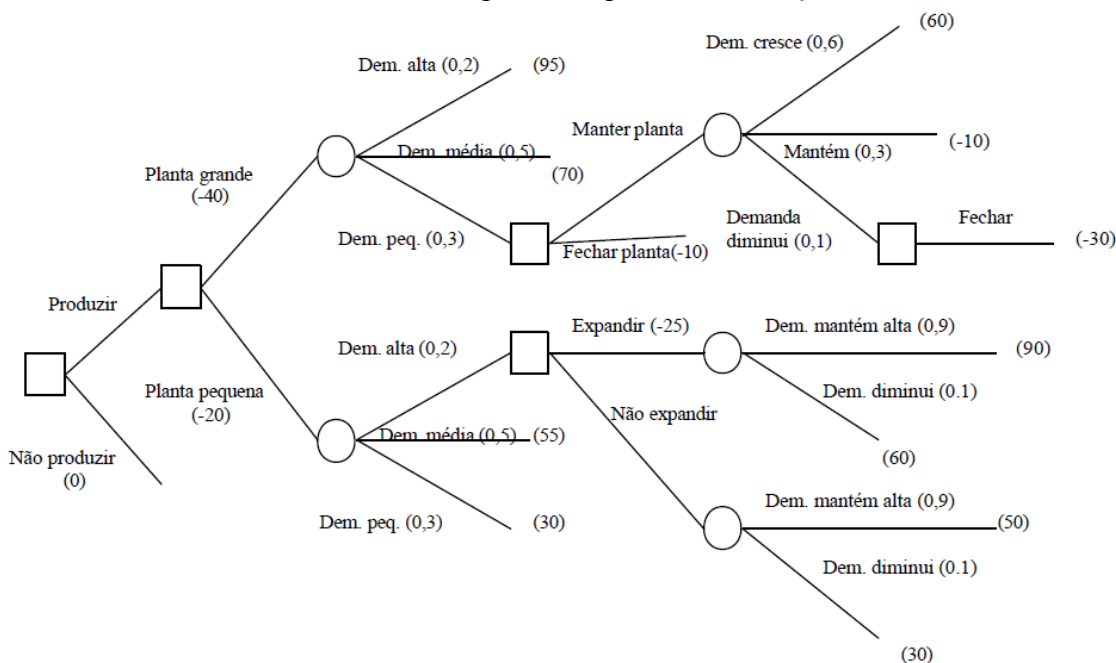 (60)
Dem. cresce (0,6)
Dem. alta (0,2)
(95)
Manter planta
Dem. média (0,5)
Mantém (0,3)
(-10)
(70)
Planta grande
(-40)
Demanda
diminui (0,1)
Fechar
Dem. peq. (0,3)
Fechar planta(-10)
(-30)
Produzir
Expandir (-25)
Dem. mantém alta (0,9)
Dem. alta (0,2)
(90)
Planta pequena
(-20)
Dem. diminui (0.1)
Não expandir
Dem. média (0,5)
(55)
Não produzir
(0)
(60)
Dem. mantém alta (0,9)
Dem. peq. (0,3)
(30)
(50)
Dem. diminui (0.1)
(30)